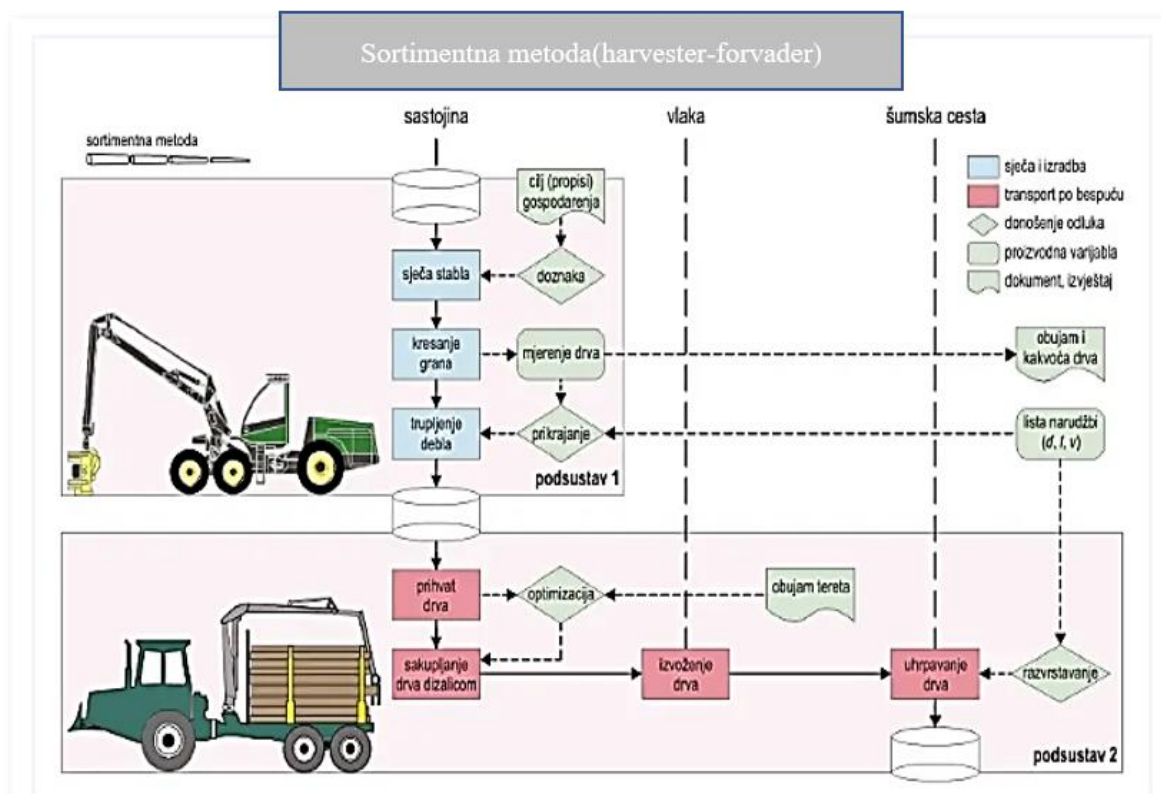 Sortimentna metoda(harvester-forvader)
sastojina
vlaka
šumska cesta
sortimentna metoda
cilj (propisi)
gospodarenja
sječa i izradba
transport po bespuću
donošenje odluka
proizvodna varijabla
dokument, izvještaj
sječa stabla
doznaka
kresanje
grana
mjerenje drva
obujam i
kakvoća drva
trupljenje
debla
prikrajanje
lista narudžbi
(d, l, v)
podsustav 1
prihvat
drva
optimizacija
obujam tereta
sakupljanje
drva dizalicom
izvoženje
drva
uhrpavanje
drva
razvrstavanje
podsustav 2